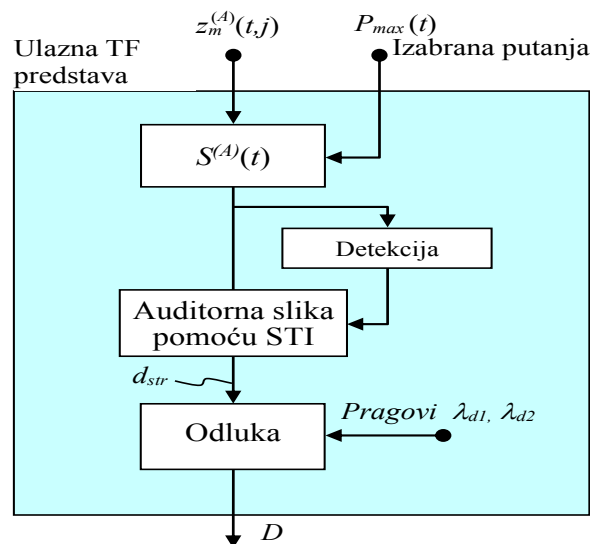 z_m^(A)(t,j)
P_max(t)
Ulazna TF
predstava
Izabrana putanja
S^(A)(t)
Detekcija
Auditorna slika
pomoću STI
d_str
Pragovi λ_d1, λ_d2
Odluka
D